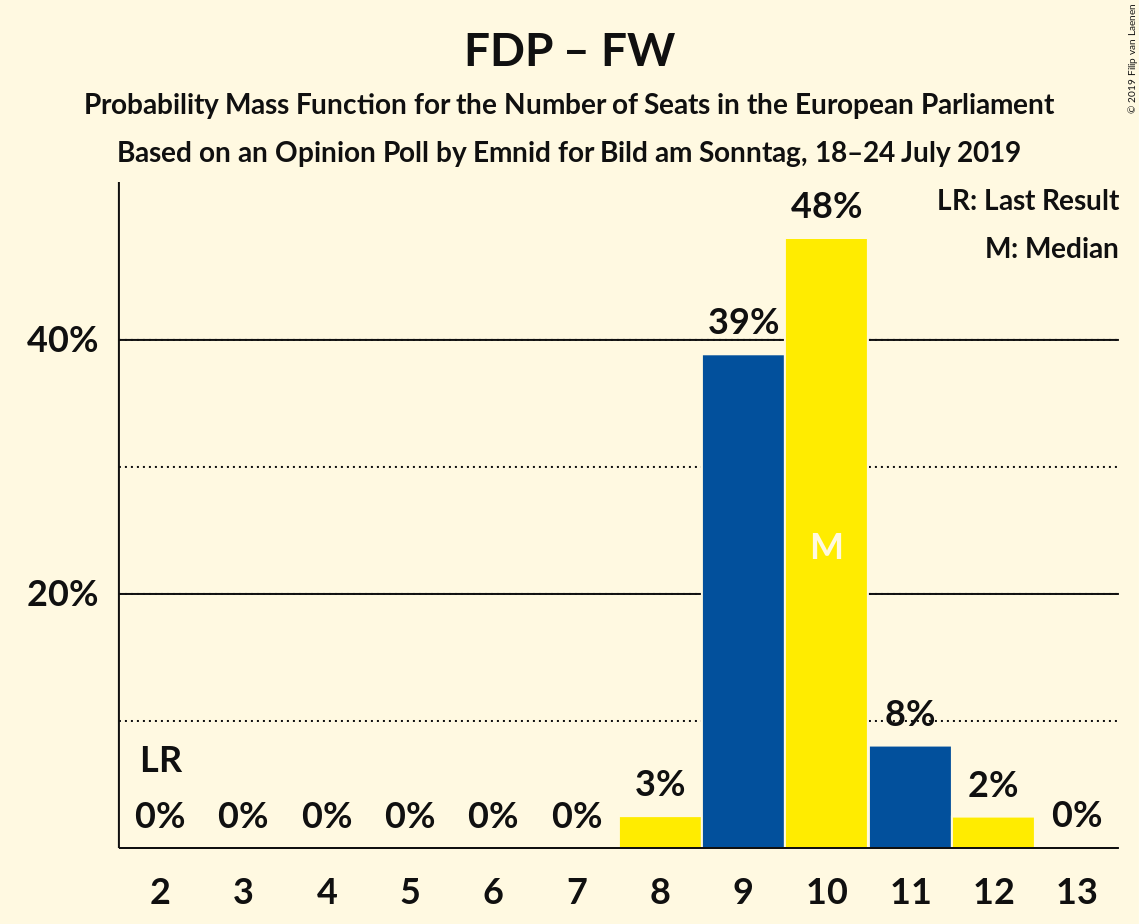 FDP – FW
Probability Mass Function for the Number of Seats in the European Parliament
Based on an Opinion Poll by Emnid for Bild am Sonntag, 18–24 July 2019
© 2019 Filip van Laenen
LR: Last Result
M: Median
48%
39%
40%
M
20%
8%
LR
3%
2%
0% 0% 0% 0% 0% 0% 0%
2 3 4 5 6 7 8 9 10 11 12 13